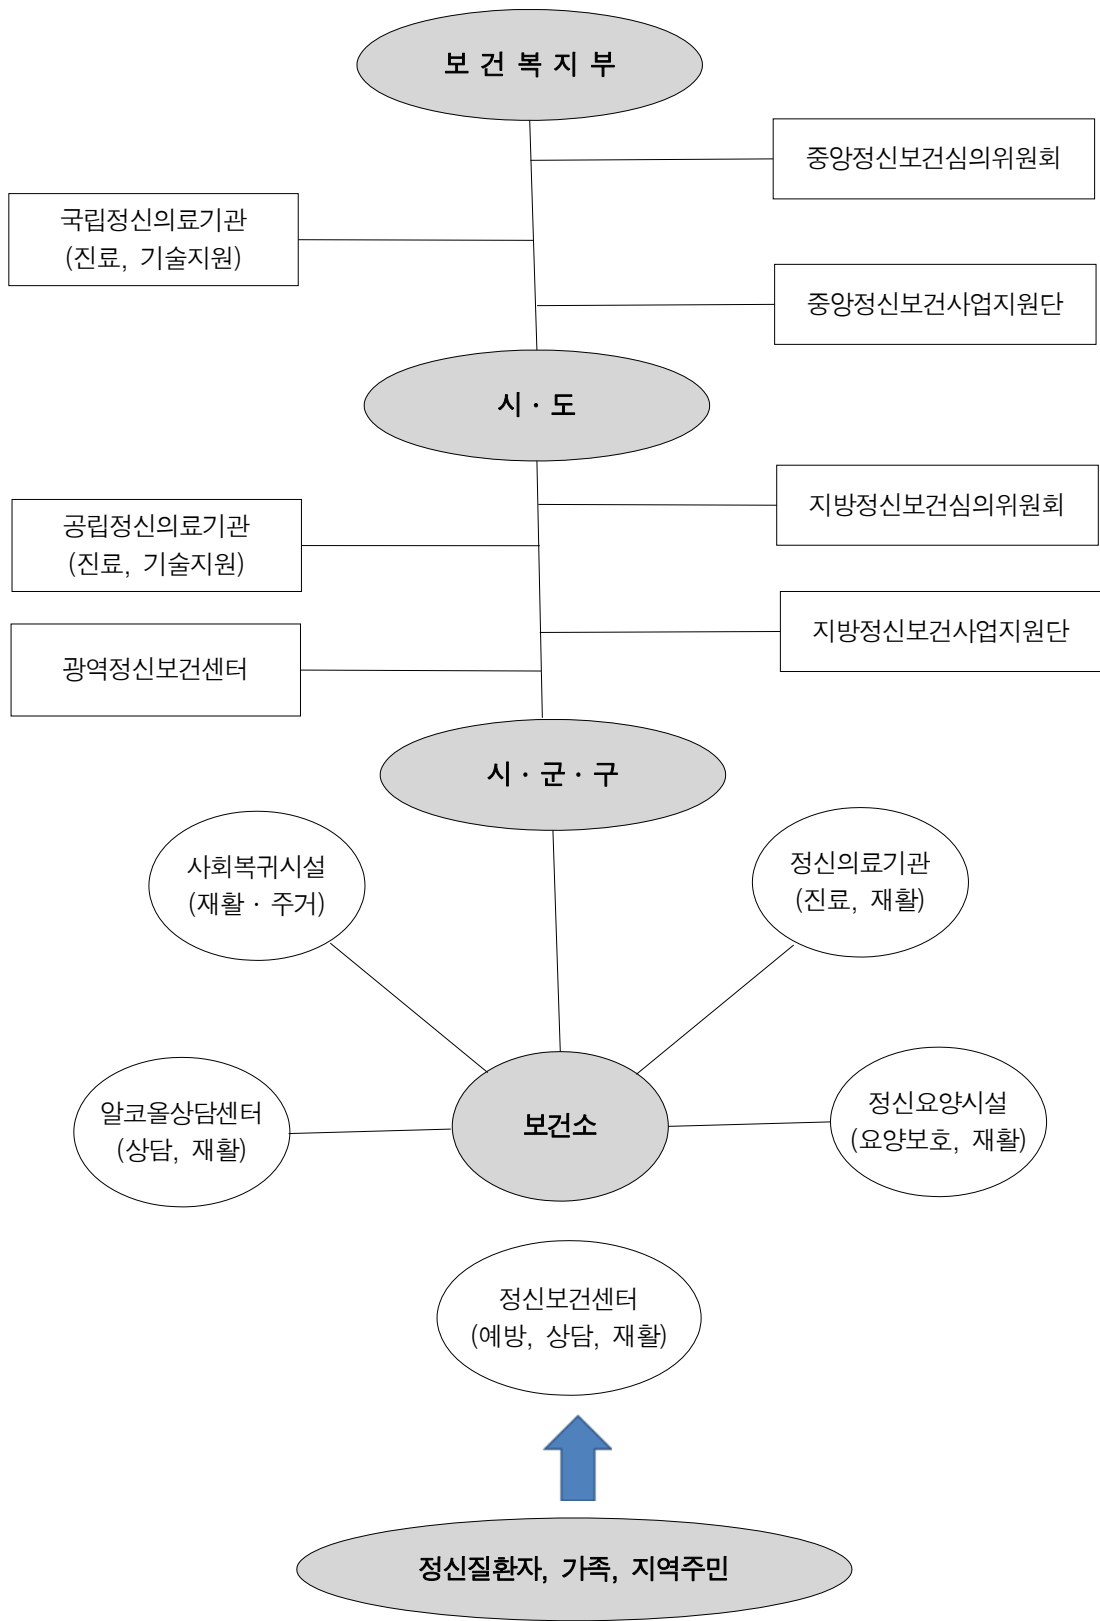 보 건 복 지 부
중앙정신보건심의위원회
국립정신의료기관
(진료, 기술지원)
중앙정신보건사업지원단
시 · 도
지방정신보건심의위원회
공립정신의료기관
(진료, 기술지원)
지방정신보건사업지원단
광역정신보건센터
시 · 군 · 구
사회복귀시설
(재활 · 주거)
정신의료기관
(진료, 재활)
알코올상담센터
(상담, 재활)
보건소
정신요양시설
(요양보호, 재활)
정신보건센터
(예방, 상담, 재활)
정신질환자, 가족, 지역주민